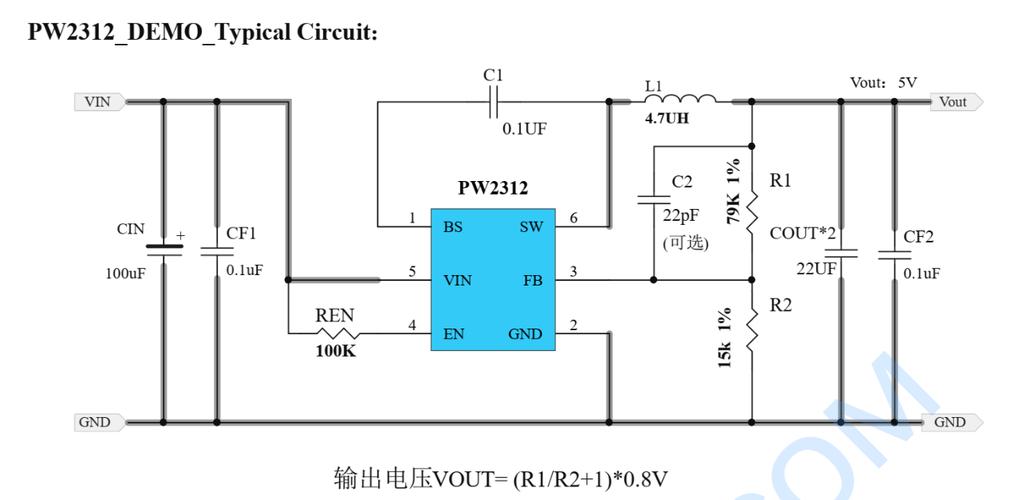 PW2312_DEMO_Typical Circuit:
C1
L1
Vout: 5V
VIN
Vout
0.1UF
4.7UH
PW2312
C2
79K 1%
R1
22pF
(可选)
1
BS
SW
6
CIN
+
CF1
COUT*2
CF2
100uF
0.1uF
22UF
0.1uF
5
VIN
FB
3
REN
100K
4
EN
GND
2
15k 1%
R2
GND
GND
COM
输出电压VOUT= (R1/R2+1)*0.8V